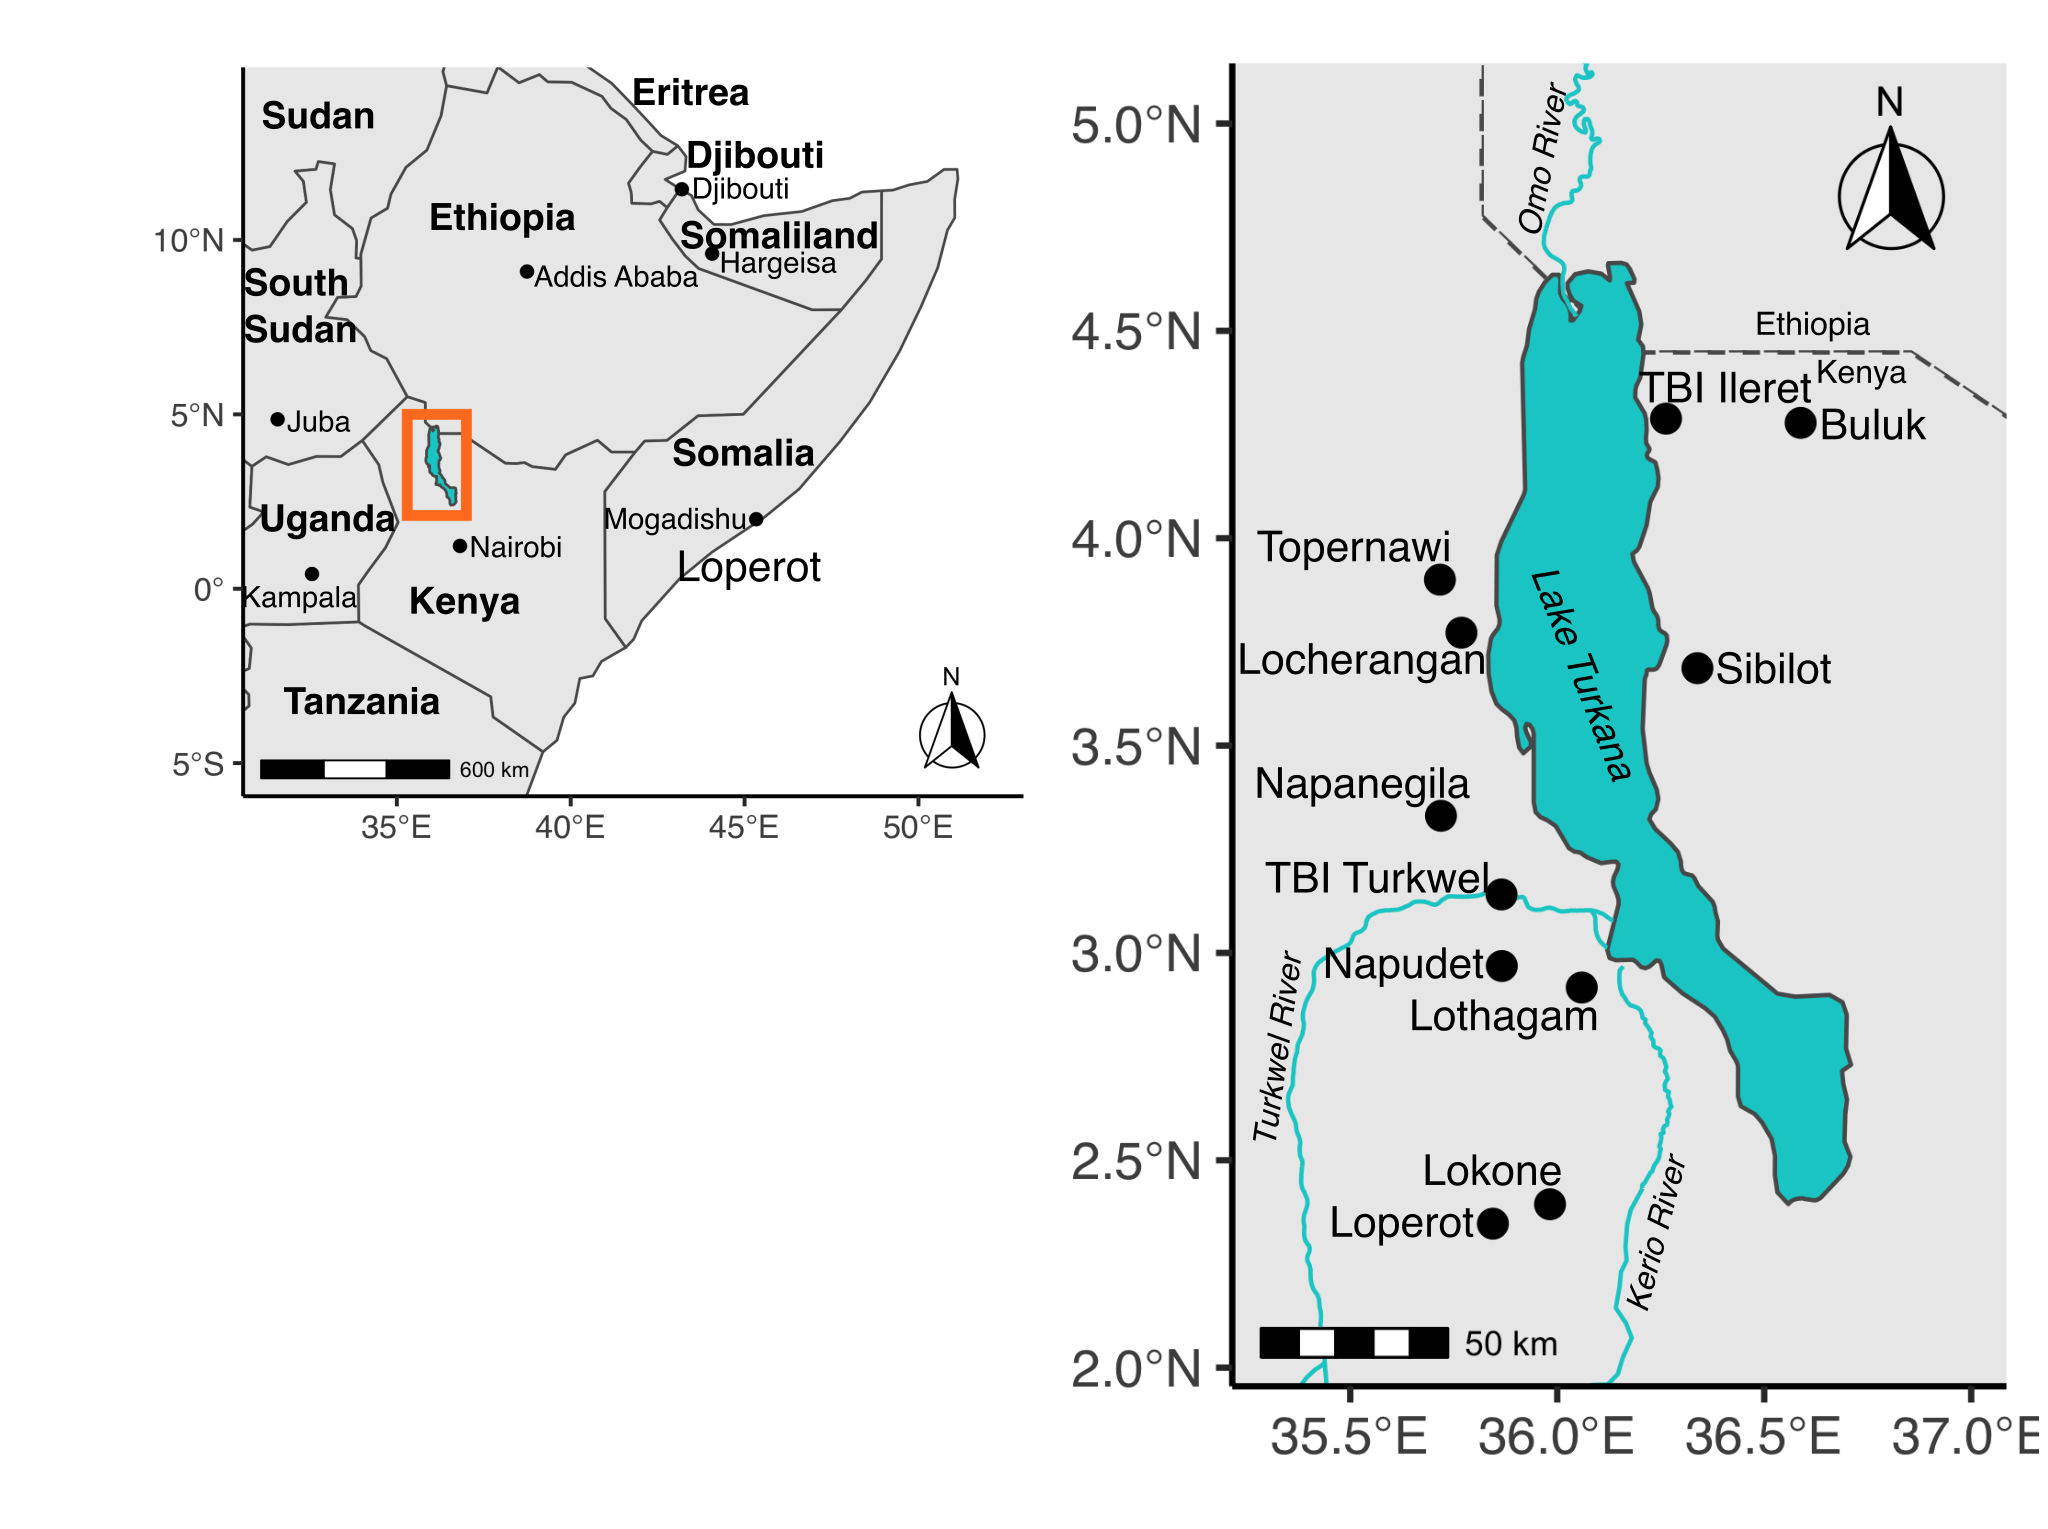 Sudan
Eritrea
Djibouti
Djibouti
Ethiopia
Somaliland
Hargeisa
10°N
South
Sudan
Addis Ababa
5°N
Juba
Somalia
Uganda
Mogadishu
Nairobi
Loperot
0°
Kampala
Kenya
Tanzania
N
5°S
600 km
35°E
40°E
45°E
50°E
5.0°N
Omo River
N
4.5°N
Ethiopia
Kenya
TBI Ileret
Buluk
4.0°N
Topernawi
Locherangan
Lake Turkana
Sibilot
3.5°N
Napanegila
TBI Turkwel
3.0°N
Napudet
Lothagam
Turkwel River
2.5°N
Lokone
Loperot
Kerio River
2.0°N
50 km
35.5°E
36.0°E
36.5°E
37.0°E